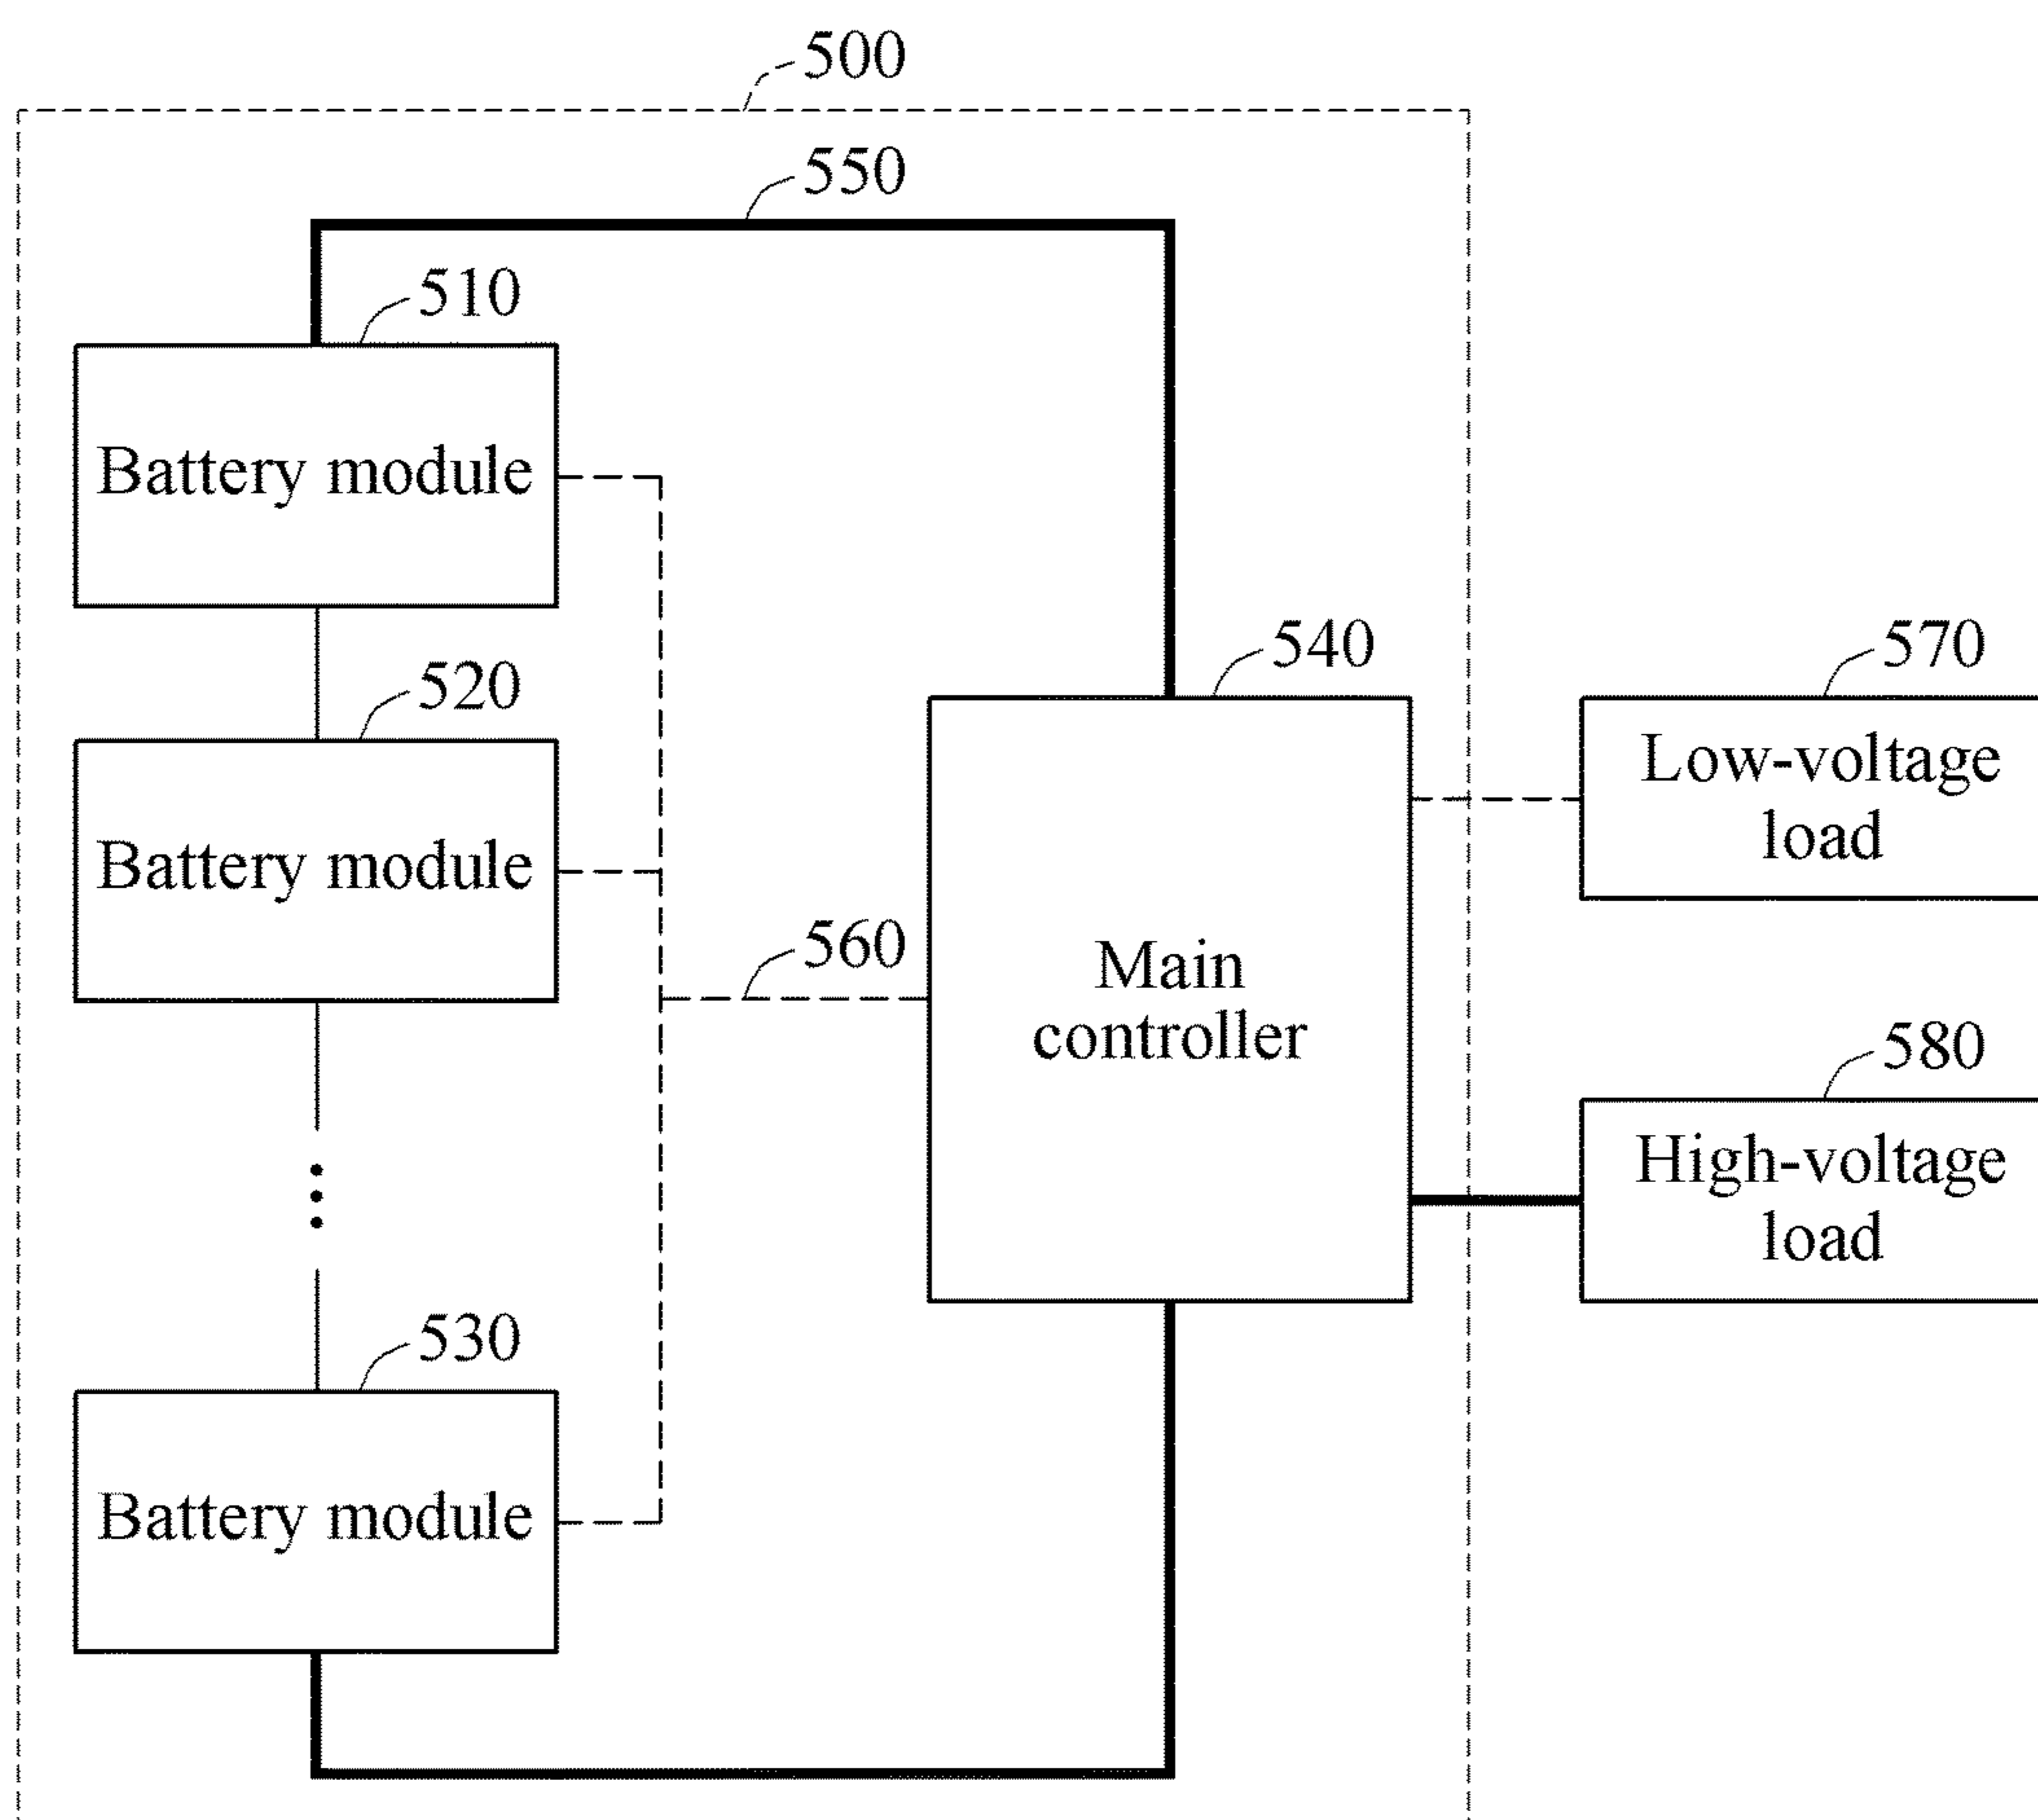 500
550
510
Battery module
520
Battery module
530
Battery module
560
540
Main
controller
570
Low-voltage
load
580
High-voltage
load